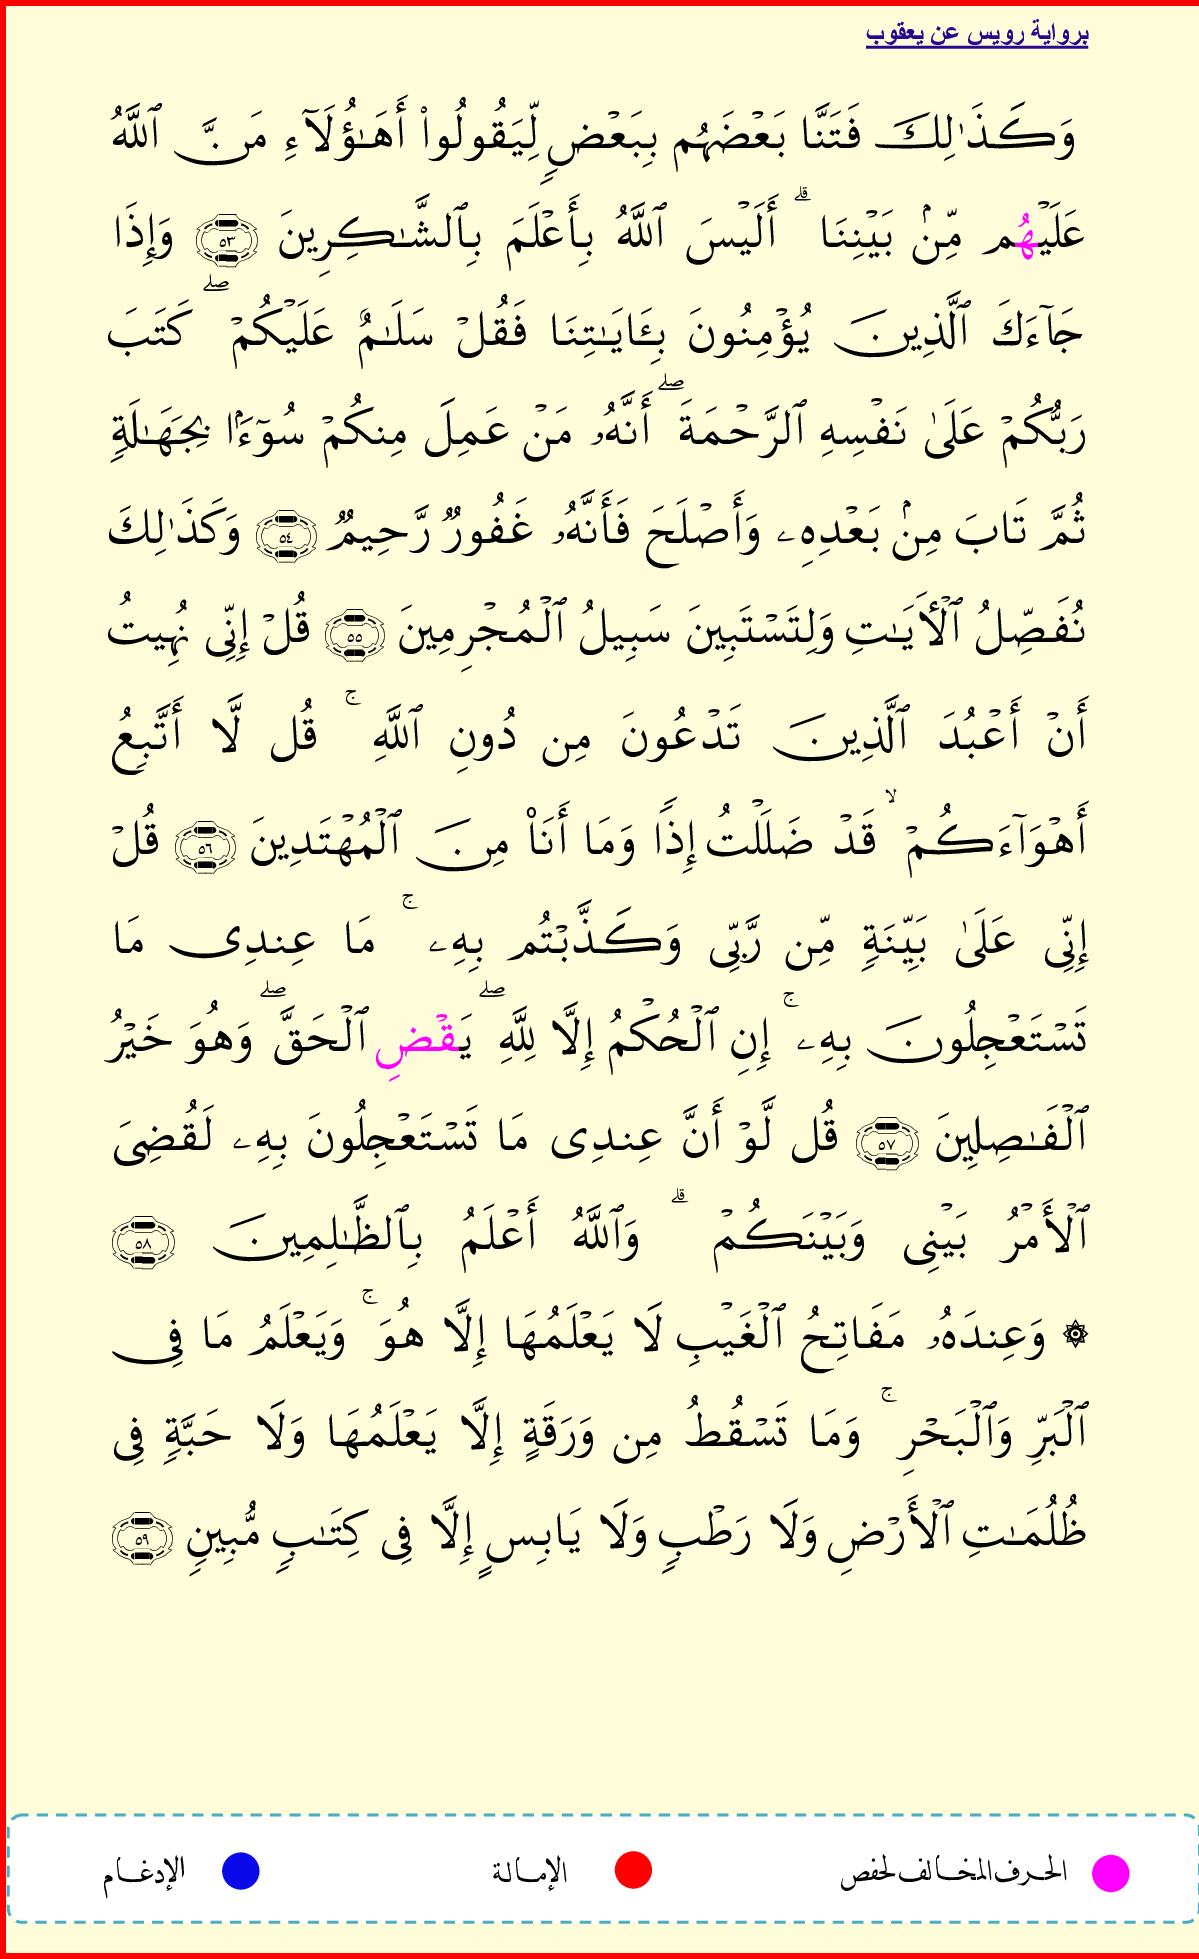 برواية رويس عن يعقوب
وَكَذَٰلِكَ فَتَنَّا بَعْضَهُم بِبَعْضٍ لِّيَقُولُوا۟ أَهَٰٓؤُلَآءِ مَنَّ ٱللَّهُ
عَلَيْهُم مِّنۢ بَيْنِنَا ۗ أَلَيْسَ ٱللَّهُ بِأَعْلَمَ بِٱلشَّٰكِرِينَ ٥٣ وَإِذَا
جَآءَكَ ٱلَّذِينَ يُؤْمِنُونَ بِـَٔايَٰتِنَا فَقُلْ سَلَٰمٌ عَلَيْكُمْ ۖ كَتَبَ
رَبُّكُمْ عَلَىٰ نَفْسِهِ ٱلرَّحْمَةَ ۖ أَنَّهُۥ مَنْ عَمِلَ مِنكُمْ سُوٓءًۢا بِجَهَٰلَةٍ
ثُمَّ تَابَ مِنۢ بَعْدِهِۦ وَأَصْلَحَ فَأَنَّهُۥ غَفُورٌ رَّحِيمٌ ٥٤ وَكَذَٰلِكَ
نُفَصِّلُ ٱلْأَيَٰتِ وَلِتَسْتَبِينَ سَبِيلُ ٱلْمُجْرِمِينَ ٥٥ قُلْ إِنِّى نُهِيتُ
أَنْ أَعْبُدَ ٱلَّذِينَ تَدْعُونَ مِن دُونِ ٱللَّهِ ۚ قُل لَّا أَتَّبِعُ
أَهْوَآءَكُمْ ۙ قَدْ ضَلَلْتُ إِذًا وَمَا أَنَا۠ مِنَ ٱلْمُهْتَدِينَ ٥٦ قُلْ
إِنِّى عَلَىٰ بَيِّنَةٍ مِّن رَّبِّى وَكَذَّبْتُم بِهِۦ ۚ مَا عِندِى مَا
تَسْتَعْجِلُونَ بِهِۦ ۚ إِنِ ٱلْحُكْمُ إِلَّا لِلَّهِ ۖ يَقْضِ ٱلْحَقَّ ۖ وَهُوَ خَيْرُ
ٱلْفَٰصِلِينَ ٥٧ قُل لَّوْ أَنَّ عِندِى مَا تَسْتَعْجِلُونَ بِهِۦ لَقُضِىَ
ٱلْأَمْرُ بَيْنِى وَبَيْنَكُمْ ۗ وَٱللَّهُ أَعْلَمُ بِٱلظَّٰلِمِينَ ٥٨
۞ وَعِندَهُۥ مَفَاتِحُ ٱلْغَيْبِ لَا يَعْلَمُهَا إِلَّا هُوَ ۚ وَيَعْلَمُ مَا فِى
ٱلْبَرِّ وَٱلْبَحْرِ ۚ وَمَا تَسْقُطُ مِن وَرَقَةٍ إِلَّا يَعْلَمُهَا وَلَا حَبَّةٍ فِى
ظُلُمَٰتِ ٱلْأَرْضِ وَلَا رَطْبٍ وَلَا يَابِسٍ إِلَّا فِى كِتَٰبٍ مُّبِينٍ ٥٩
الحرف المخالف لحفص الإمالة الإدغام